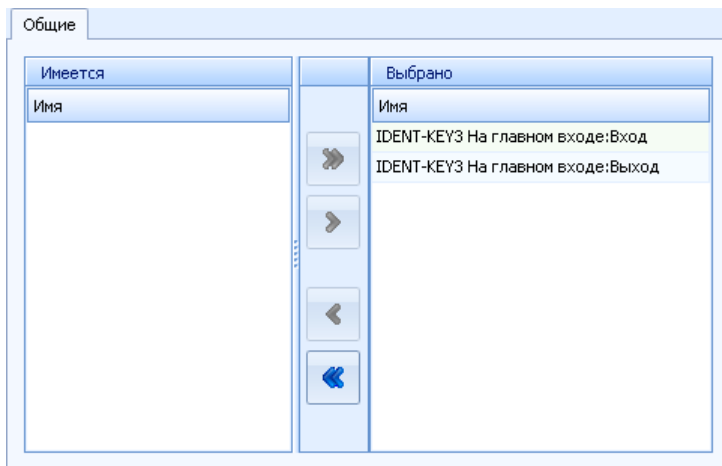 Общие
Имеется
Выбрано
Имя
Имя
IDENT-KEY3 На главном входе:Вход
IDENT-KEY3 На главном входе:Выход